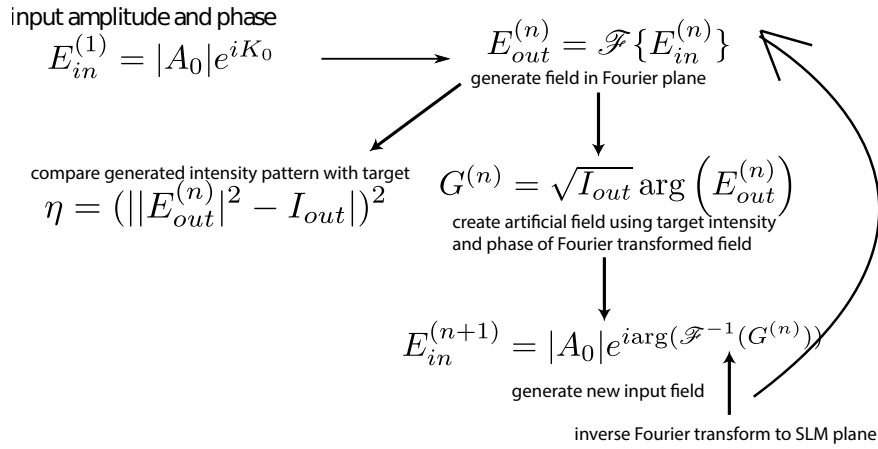 input amplitude and phase
$E_{in}^{(1)} = |A_0|e^{iK_0}$
$E_{out}^{(n)} = \mathscr{F}\{E_{in}^{(n)}\}$
generate field in Fourier plane
compare generated intensity pattern with target
$\eta = (||E_{out}^{(n)}|^2 - I_{out}|)^2$
$G^{(n)} = \sqrt{I_{out}} \arg\left(E_{out}^{(n)}\right)$
create artificial field using target intensity
and phase of Fourier transformed field
$E_{in}^{(n+1)} = |A_0|e^{i\arg(\mathscr{F}^{-1}(G^{(n)}))}$
generate new input field
inverse Fourier transform to SLM plane